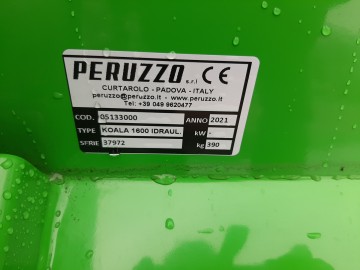 PERUZZO s.r.l. CE
CURTAROLO - PADOVA - ITALY
peruzzo@peruzzo.it - www.peruzzo.it
Tel: +39 049 9620477
COD. 05133000 ANNO 2021
TYPE KOALA 1600 IDRAUL. kW -
SERIE 37972 kg 390